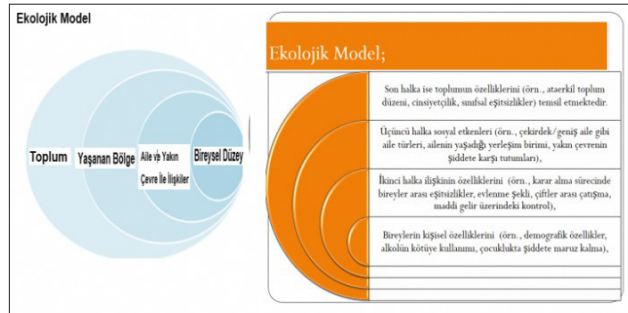 Ekolojik Model
Toplum
Yaşanan Bölge
Aile ve Yakın
Çevre İle İlişkiler
Bireysel Düzey
Ekolojik Model;
Son halka ise toplumun özelliklerini (örn., ataerkil toplum
düzeni, cinsiyetçilik, sınıfsal eşitsizlikler) temsil etmektedir.
Üçüncü halka sosyal etkenleri (örn., çekirdek/geniş aile gibi
aile türleri, ailenin yaşadığı yerleşim birimi, yakın çevrenin
şiddete karşı tutumları),
İkinci halka ilişkinin özelliklerini (örn., karar alma sürecinde
bireyler arası eşitsizlikler, evlenme şekli, çiftler arası çatışma,
maddi gelir üzerindeki kontrol),
Bireylerin kişisel özelliklerini (örn., demografik özellikler,
alkolün kötüye kullanımı, çocuklukta şiddete maruz kalma),